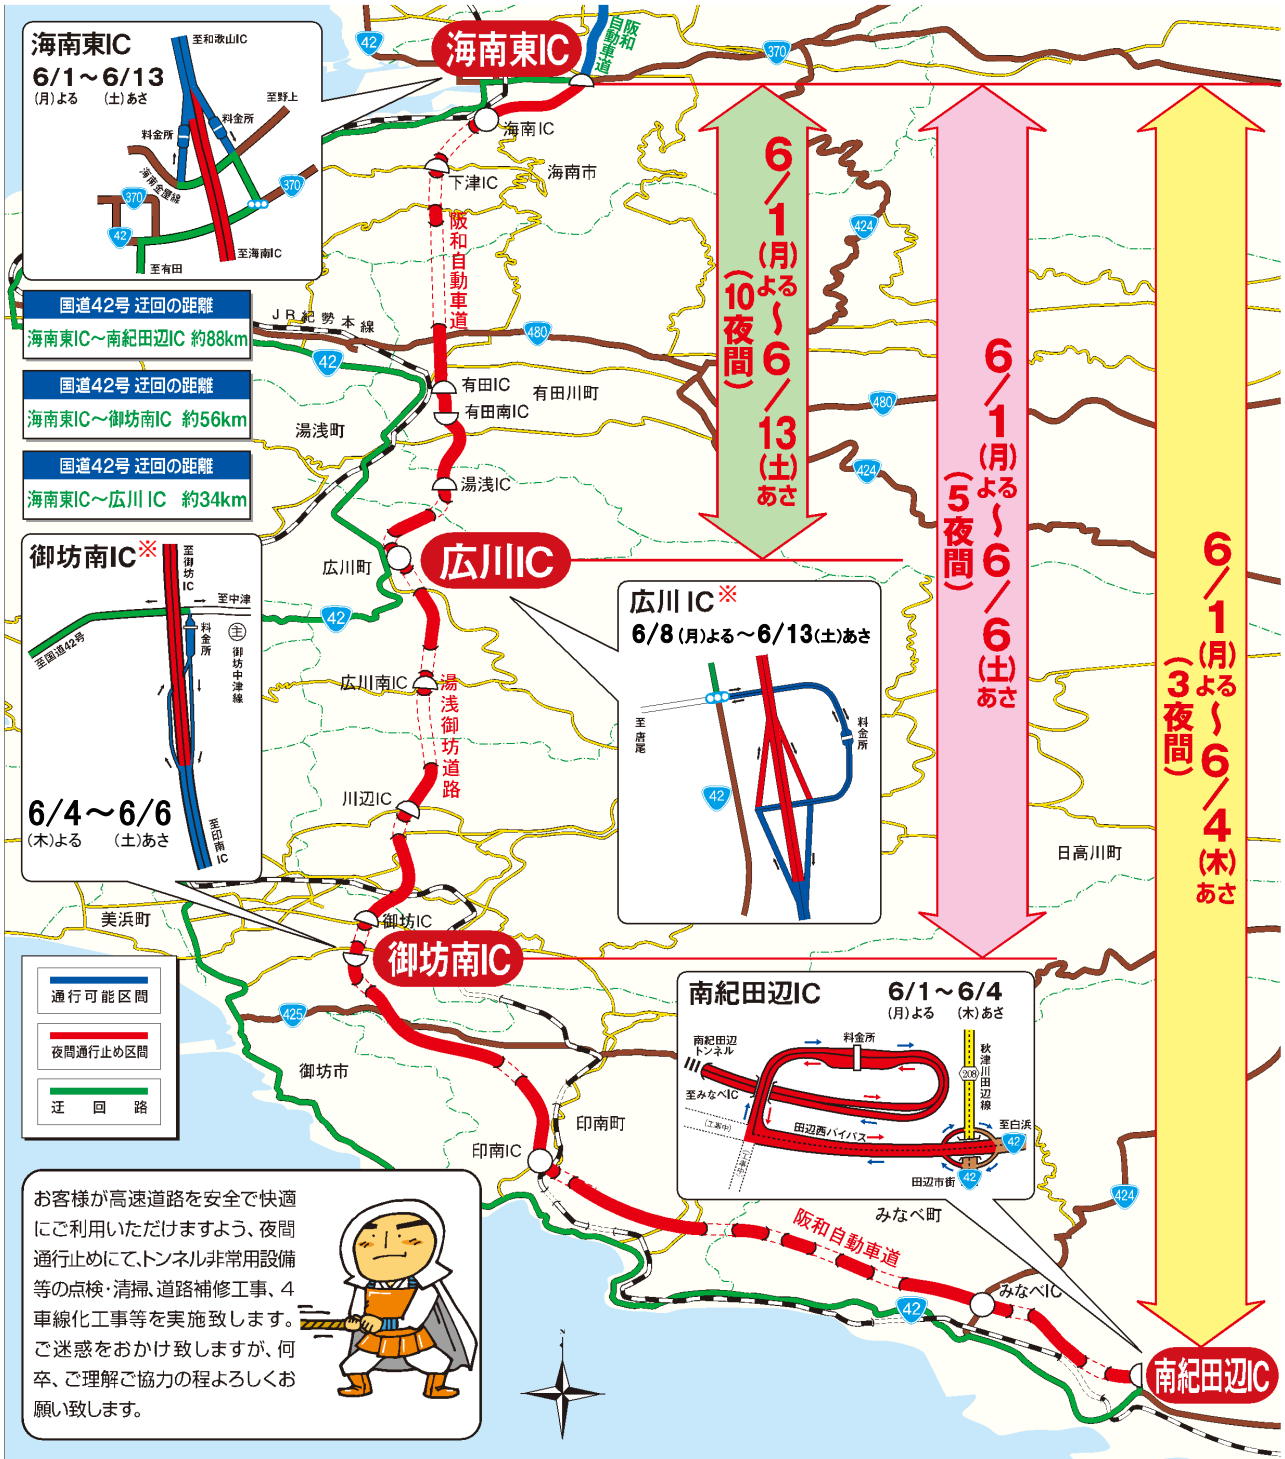 海南東IC
6/1～6/13
(月)よる (土)あさ
至和歌山IC
至野上
料金所
料金所
海南金屋線
370
370
42
至有田
至海南IC
42
海南東IC
阪和自動車道
370
海南IC
下津IC
海南市
阪和自動車道
424
国道42号 迂回の距離
海南東IC～南紀田辺IC 約88km
国道42号 迂回の距離
海南東IC～御坊南IC 約56km
国道42号 迂回の距離
海南東IC～広川IC 約34km
JR紀勢本線
42
480
有田IC
有田川町
有田南IC
湯浅町
480
424
湯浅IC
広川町
広川IC
42
6/1(月)よる～6/13(土)あさ
(10夜間)
6/1(月)よる～6/6(土)あさ
(5夜間)
6/1(月)よる～6/4(木)あさ
(3夜間)
御坊南IC※
至御坊IC
至中津
料金所
主
御坊中津線
至国道42号
6/4～6/6
(木)よる (土)あさ
至印南IC
広川IC※
6/8(月)よる～6/13(土)あさ
至唐尾
料金所
42
広川南IC
湯浅御坊道路
川辺IC
日高川町
美浜町
御坊IC
御坊南IC
通行可能区間
夜間通行止め区間
迂回路
425
御坊市
印南町
印南IC
南紀田辺IC
6/1～6/4
(月)よる (木)あさ
南紀田辺トンネル
料金所
208
秋津川田辺線
至みなべIC
(工事中)
(工事中)
田辺西バイパス
至白浜
42
42
田辺市街
424
みなべ町
阪和自動車道
みなべIC
42
南紀田辺IC
お客様が高速道路を安全で快適
にご利用いただけますよう、夜間
通行止めにて、トンネル非常用設備
等の点検・清掃、道路補修工事、4
車線化工事等を実施致します。
ご迷惑をおかけ致しますが、何
卒、ご理解ご協力の程よろしくお
願い致します。